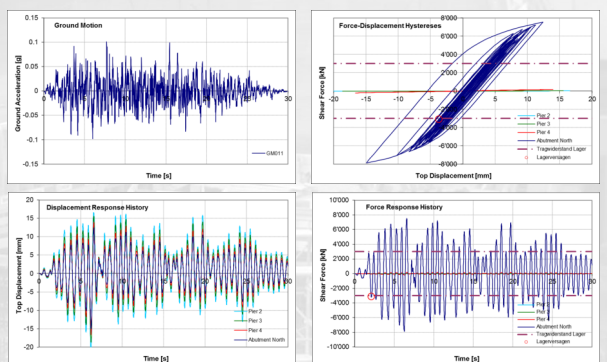 Ground Motion
Ground Acceleration [g]
0.15
0.1
0.05
0
-0.05
-0.1
-0.15
0
10
20
30
GM011
Time [s]
Force-Displacement Hystereses
Shear Force [kN]
8'000
6'000
4'000
2'000
-2'000
-4'000
-6'000
-8'000
-20
-15
-10
-5
0
5
10
15
20
Pier 2
Pier 3
Pier 4
Abutment North
Tragwiderstand Lager
Lagerversagen
Top Displacement [mm]
Displacement Response History
Top Displacement [mm]
20
15
10
5
0
-5
-10
-15
-20
0
10
20
30
Pier 2
Pier 3
Pier 4
Abutment North
Time [s]
Force Response History
Shear Force [kN]
10'000
8'000
6'000
4'000
2'000
0
-2'000
-4'000
-6'000
-8'000
-10'000
0
10
20
30
Pier 2
Pier 3
Pier 4
Abutment North
Tragwiderstand Lager
Lagerversagen
Time [s]